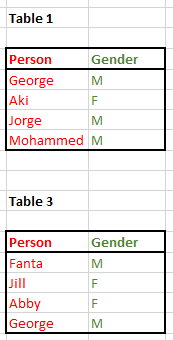 Table 1
Person Gender
George M
Aki F
Jorge M
Mohammed M
Table 3
Person Gender
Fanta M
Jill F
Abby F
George M